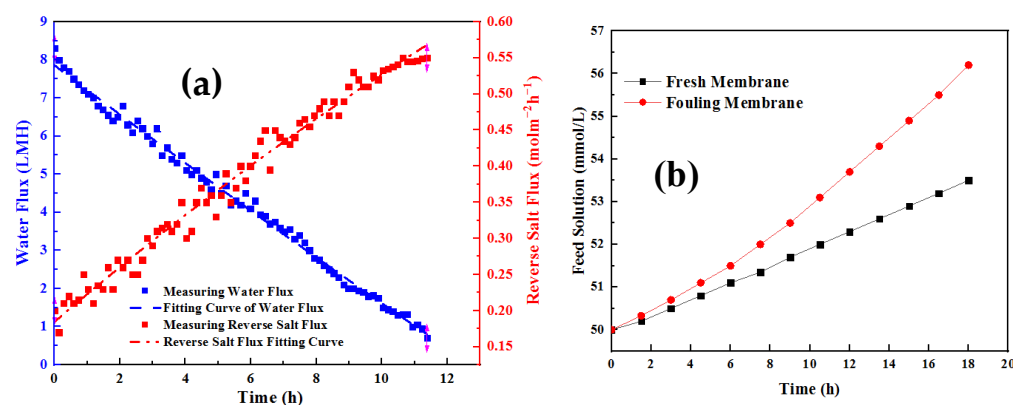 (a)
9
8
7
6
5
4
3
2
1
0
Water Flux (LMH)
0.60
0.55
0.50
0.45
0.40
0.35
0.30
0.25
0.20
0.15
Reverse Salt Flux (molm⁻²h⁻¹)
Measuring Water Flux
Fitting Curve of Water Flux
Measuring Reverse Salt Flux
Reverse Salt Flux Fitting Curve
0 2 4 6 8 10 12
Time (h)
(b)
57
56
55
54
53
52
51
50
Feed Solution (mmol/L)
Fresh Membrane
Fouling Membrane
0 2 4 6 8 10 12 14 16 18 20
Time (h)